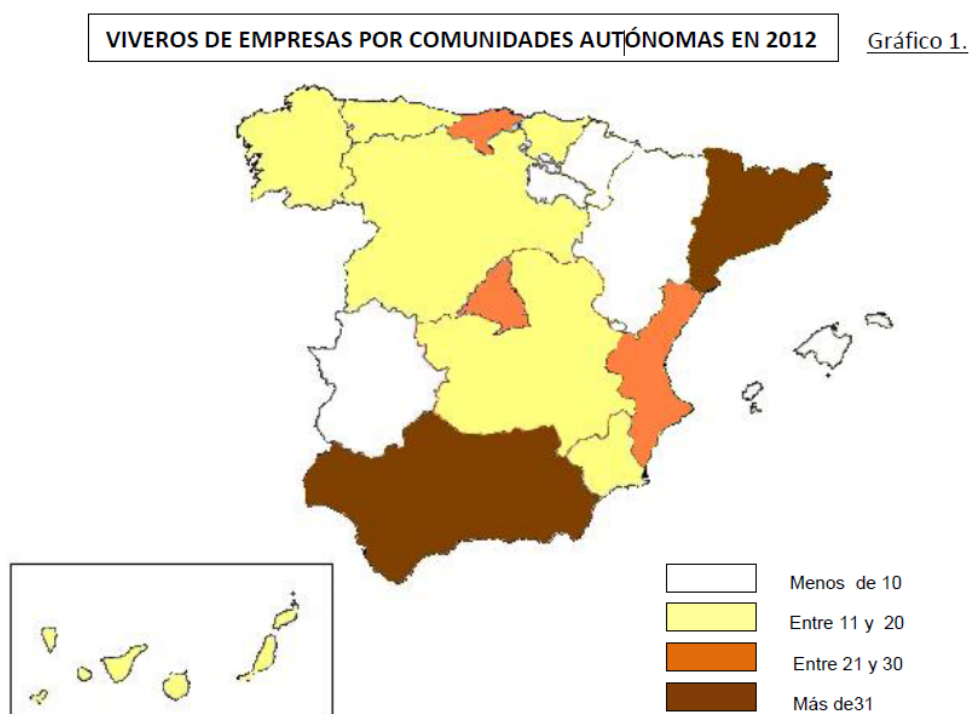 VIVEROS DE EMPRESAS POR COMUNIDADES AUTÓNOMAS EN 2012
Gráfico 1.
Menos de 10
Entre 11 y 20
Entre 21 y 30
Más de31